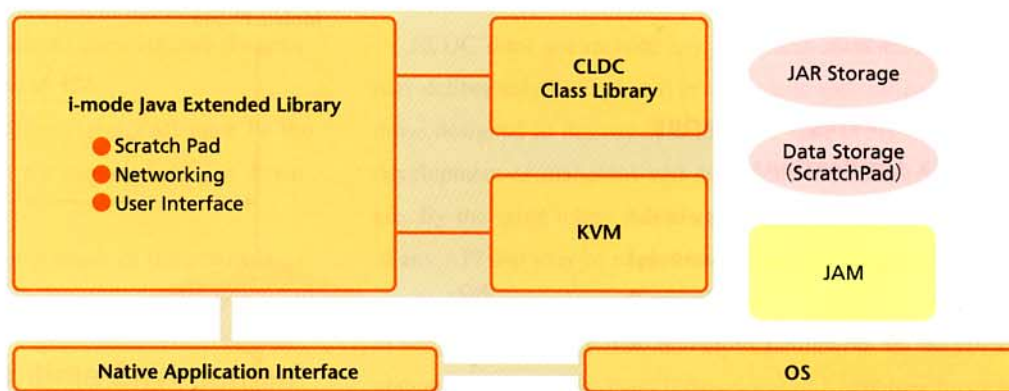 i-mode Java Extended Library
Scratch Pad
Networking
User Interface
CLDC
Class Library
KVM
JAR Storage
Data Storage
(ScratchPad)
JAM
Native Application Interface
OS